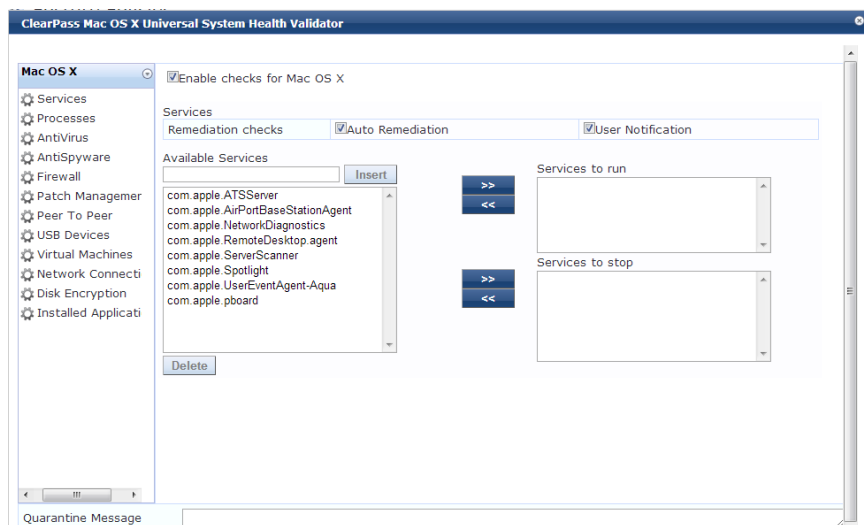 ClearPass Mac OS X Universal System Health Validator
Mac OS X
Services
Processes
AntiVirus
AntiSpyware
Firewall
Patch Managemer
Peer To Peer
USB Devices
Virtual Machines
Network Connecti
Disk Encryption
Installed Applicati
Enable checks for Mac OS X
Services
Remediation checks Auto Remediation User Notification
Available Services
Insert
com.apple.ATSServer
com.apple.AirPortBaseStationAgent
com.apple.NetworkDiagnostics
com.apple.RemoteDesktop.agent
com.apple.ServerScanner
com.apple.Spotlight
com.apple.UserEventAgent-Aqua
com.apple.pboard
Delete
>>
<<
Services to run
>>
<<
Services to stop
Quarantine Message